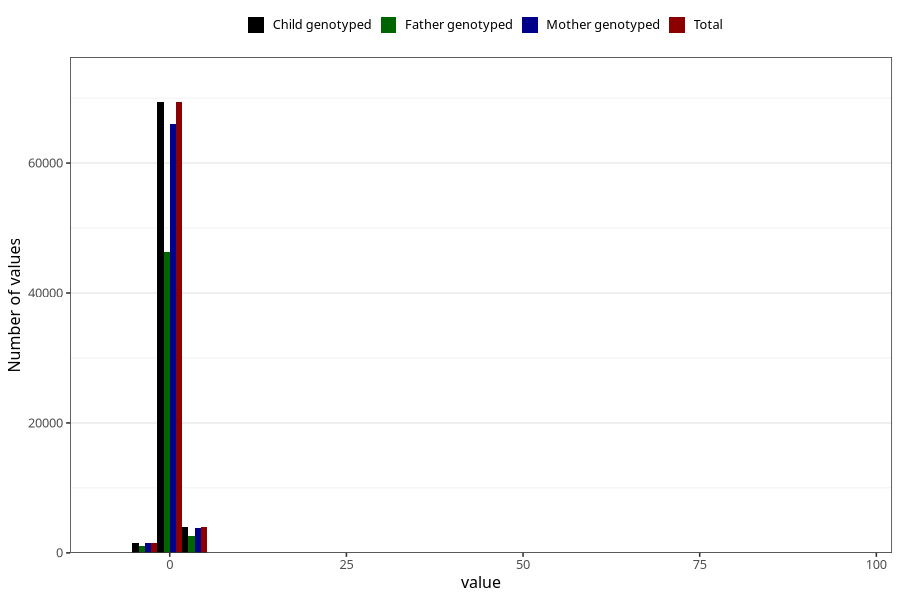 Child genotyped Father genotyped Mother genotyped Total
Number of values
60000
40000
20000
0
0 25 50 75 100
value